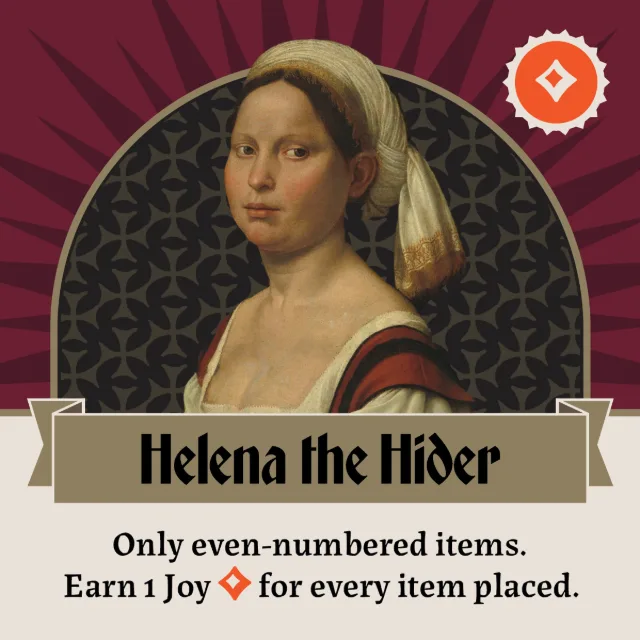 Helena the Hider
Only even-numbered items.
Earn 1 Joy for every item placed.